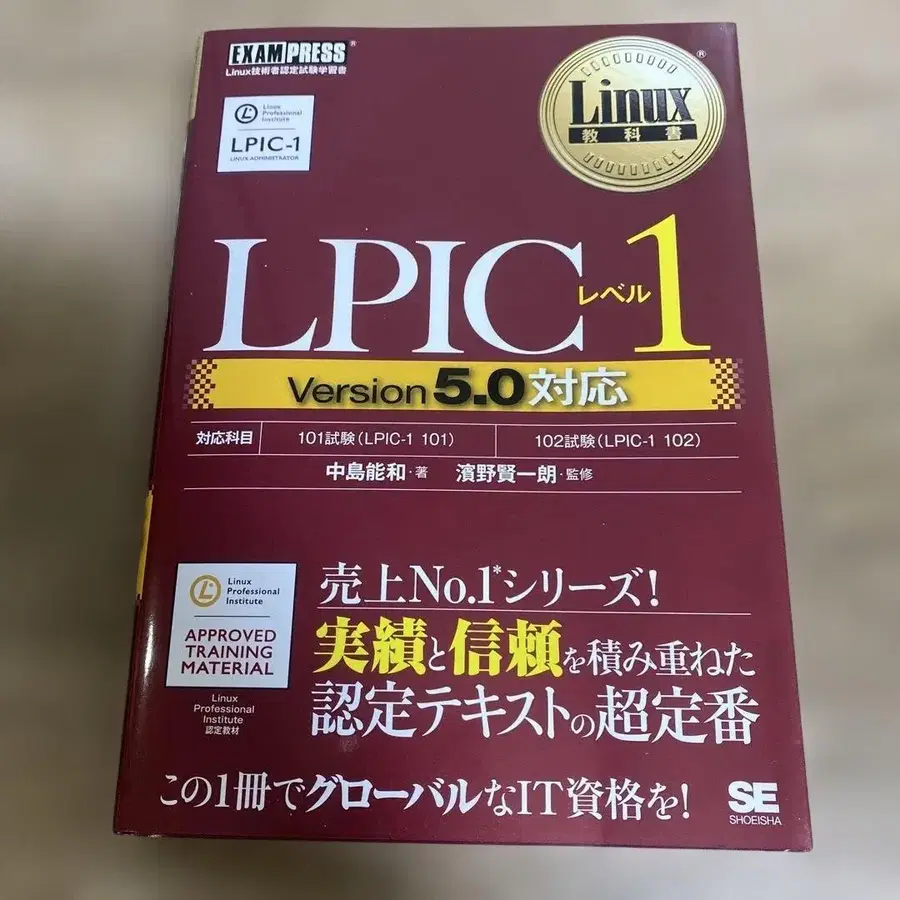 EXAMPRESS®
Linux技術者認定試験学習書
Linux
Professional
Institute
LPIC-1
LINUX ADMINISTRATOR
Linux®
教科書
LPIC レベル1
Version 5.0対応
対応科目 101試験（LPIC-1 101） 102試験（LPIC-1 102）
中島能和・著 濱野賢一朗・監修
Linux
Professional
Institute
APPROVED
TRAINING
MATERIAL
Linux
Professional
Institute
認定教材
売上No.1*シリーズ！
実績と信頼を積み重ねた
認定テキストの超定番
この1冊でグローバルなIT資格を！
SE
SHOEISHA